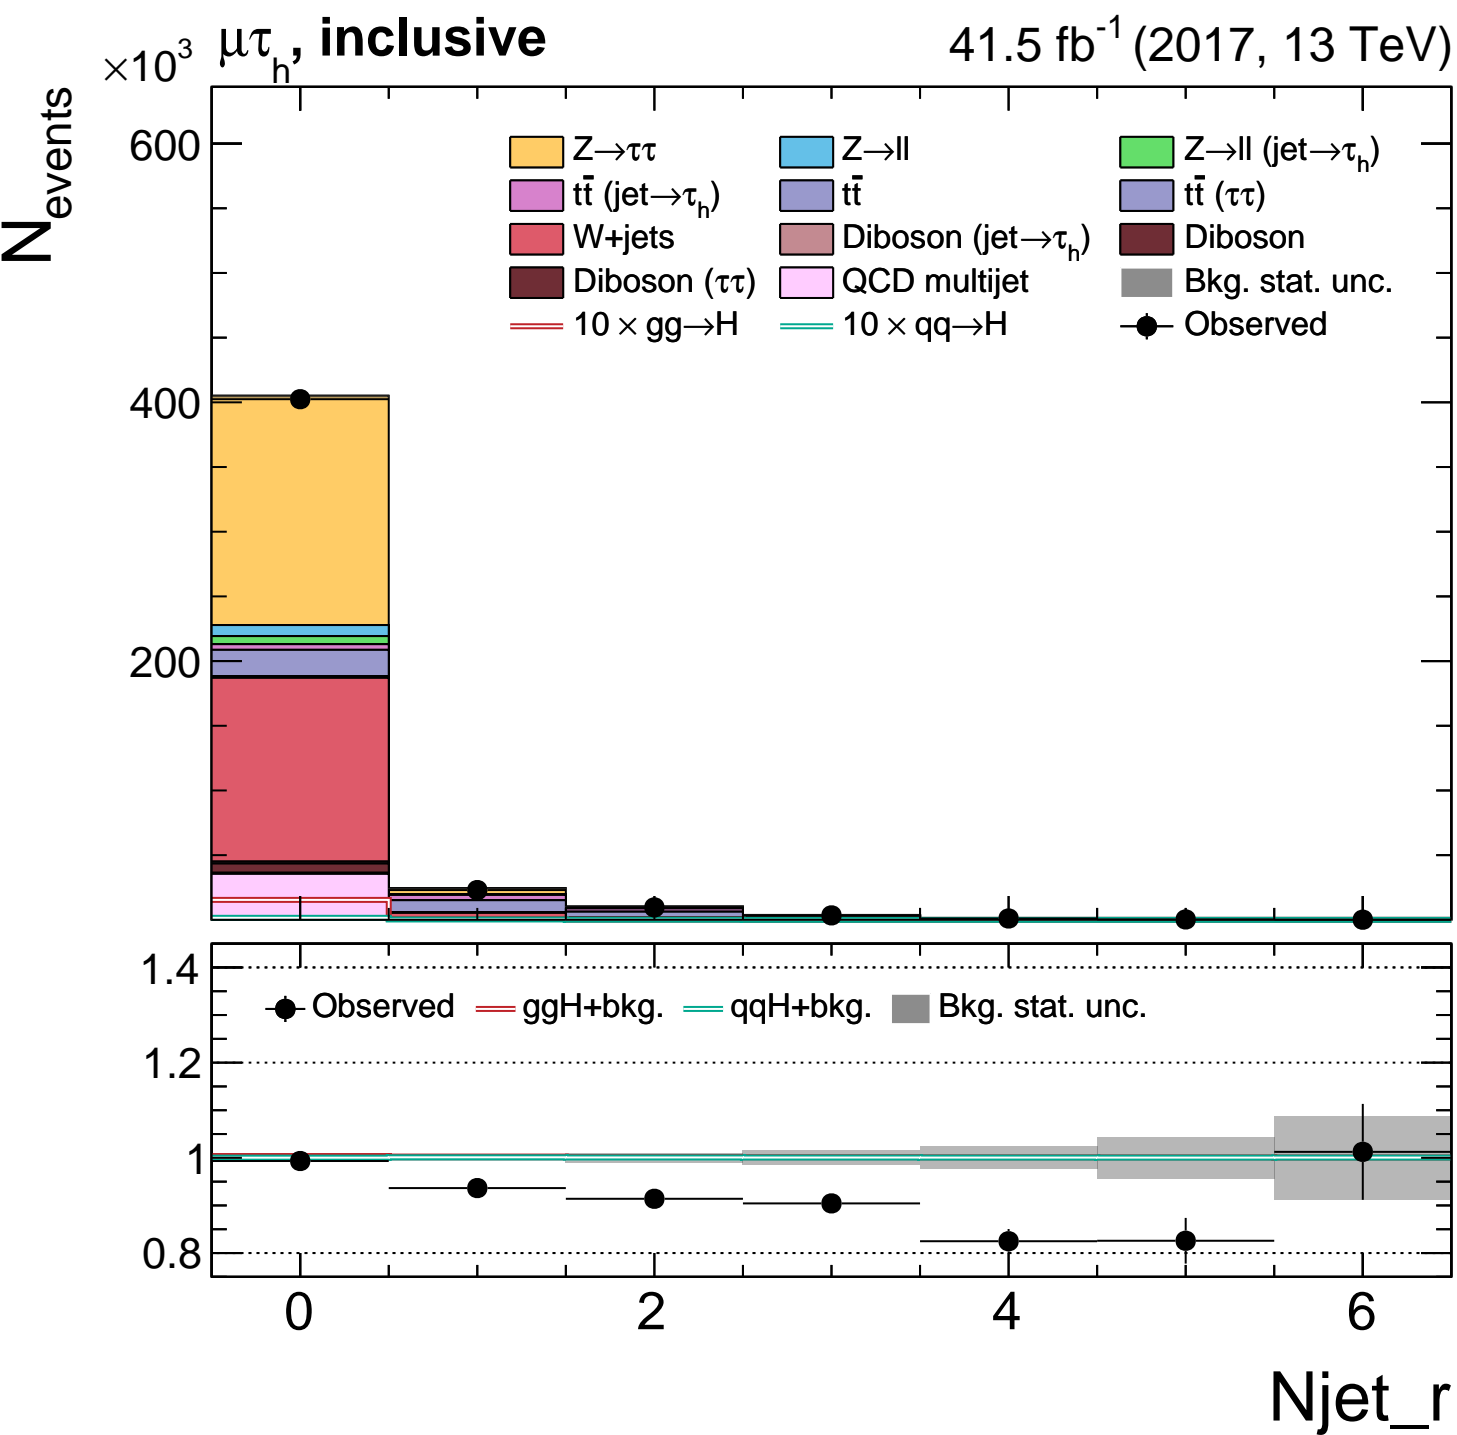 μτh, inclusive 41.5 fb-1 (2017, 13 TeV)
×103
Nevents
600
400
200
Z→ττ Z→ll Z→ll (jet→τh)
tt̄ (jet→τh) tt̄ tt̄ (ττ)
W+jets Diboson (jet→τh) Diboson
Diboson (ττ) QCD multijet Bkg. stat. unc.
10 × gg→H 10 × qq→H Observed
1.4
1.2
1
0.8
Observed ggH+bkg. qqH+bkg. Bkg. stat. unc.
0 2 4 6
Njet_r